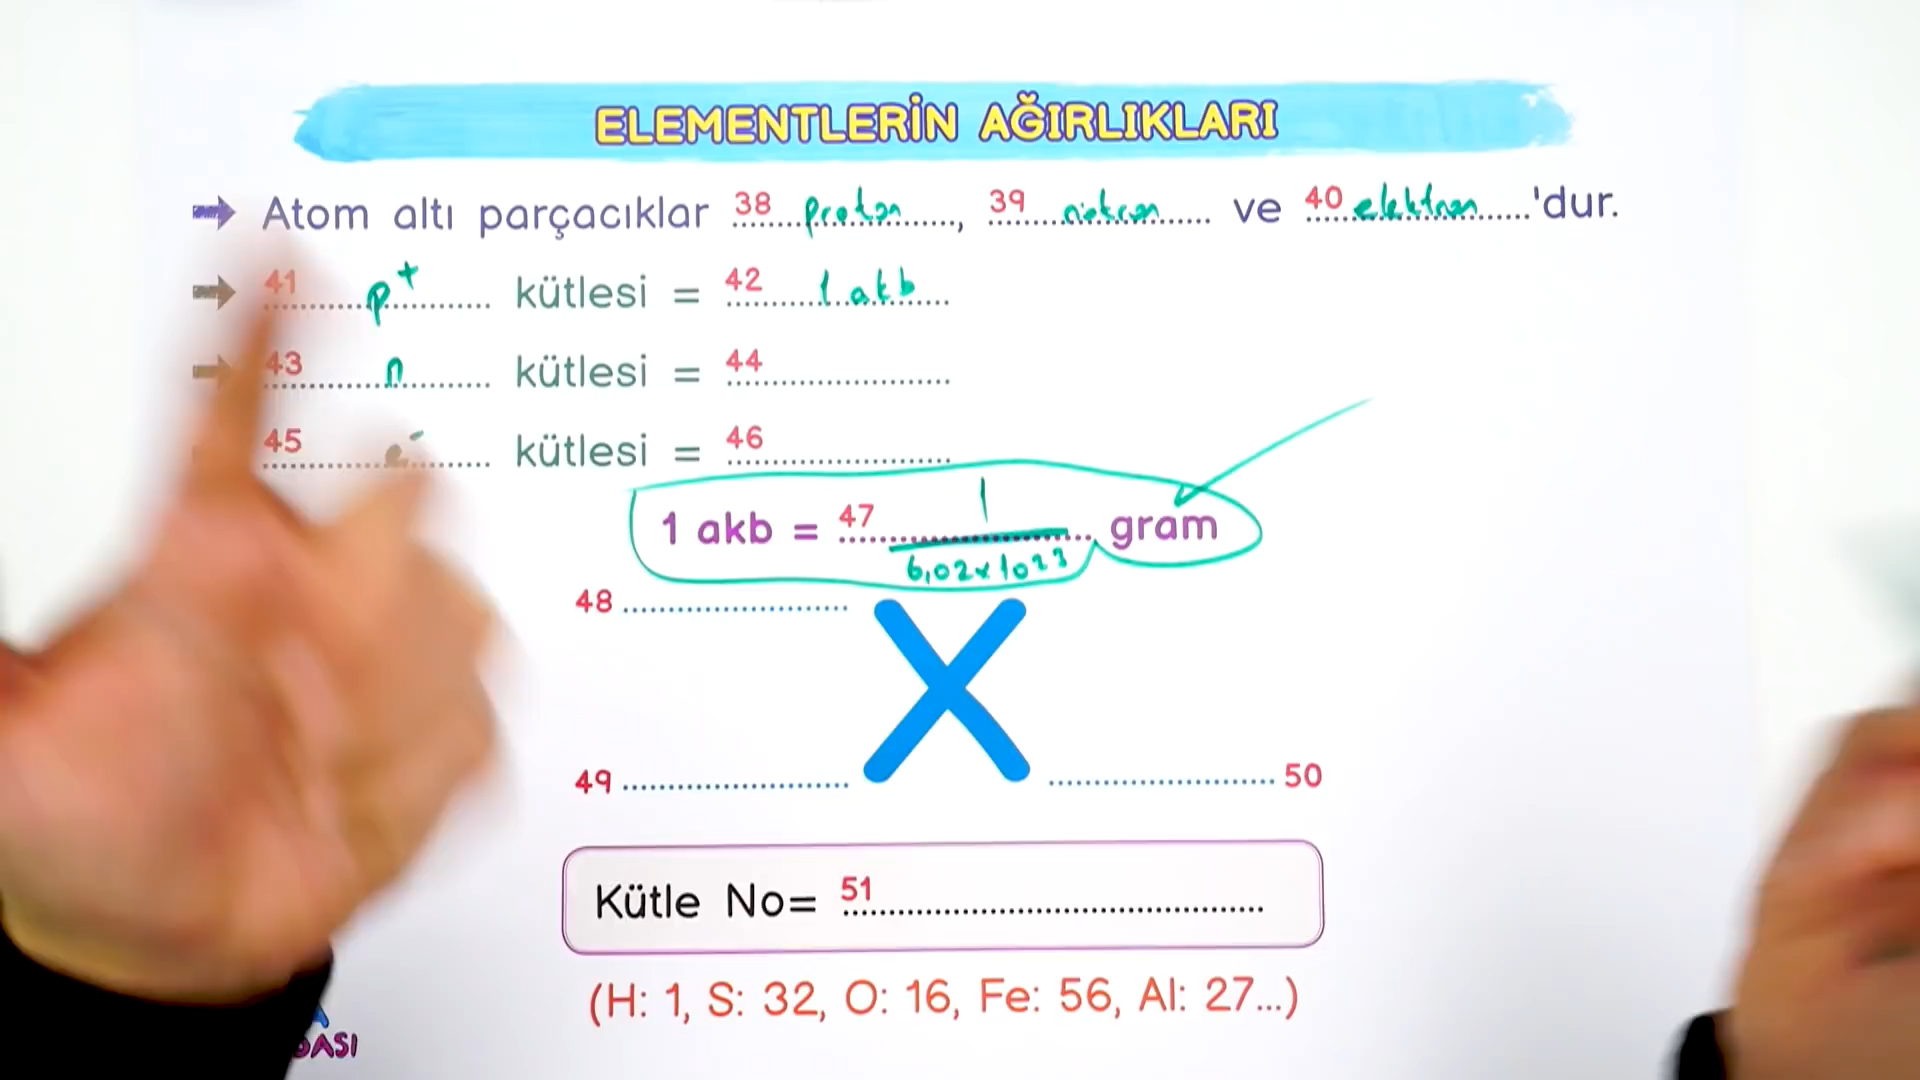 ELEMENTLERİN AĞIRLIKLARI
Atom altı parçacıklar 38 proton, 39 nötron ve 40 elektron'dur.
41 p+ kütlesi = 42 1 akb
43 n kütlesi = 44
45 e- kütlesi = 46
1 akb = 47 1 / 6,02x10^23 gram
48
X
49 50
Kütle No= 51
(H: 1, S: 32, O: 16, Fe: 56, Al: 27...)